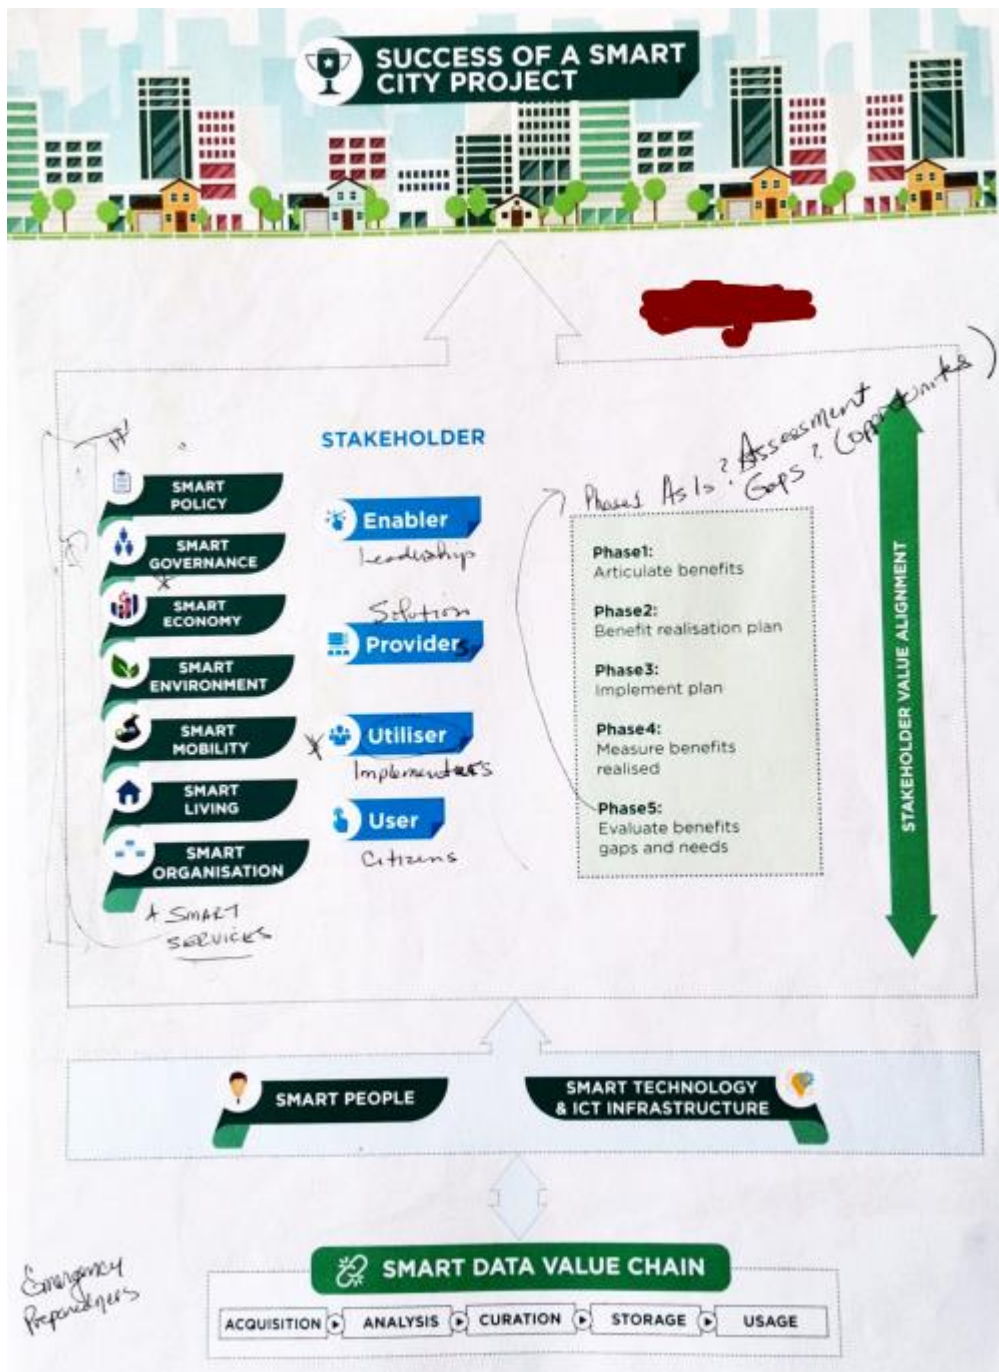 SUCCESS OF A SMART
CITY PROJECT
Phases As Is? Assessment
Gaps? (opportunites)
STAKEHOLDER
SMART
POLICY
SMART
GOVERNANCE
SMART
ECONOMY
SMART
ENVIRONMENT
SMART
MOBILITY
SMART
LIVING
SMART
ORGANISATION
+ SMART
SERVICES
Enabler
Leadership
Solution
Providers
Utiliser
Implementers
User
Citizens
Phase1:
Articulate benefits
Phase2:
Benefit realisation plan
Phase3:
Implement plan
Phase4:
Measure benefits
realised
Phase5:
Evaluate benefits
gaps and needs
STAKEHOLDER VALUE ALIGNMENT
SMART PEOPLE
SMART TECHNOLOGY
& ICT INFRASTRUCTURE
SMART DATA VALUE CHAIN
ACQUISITION ANALYSIS CURATION STORAGE USAGE
Emergency
Preparedness